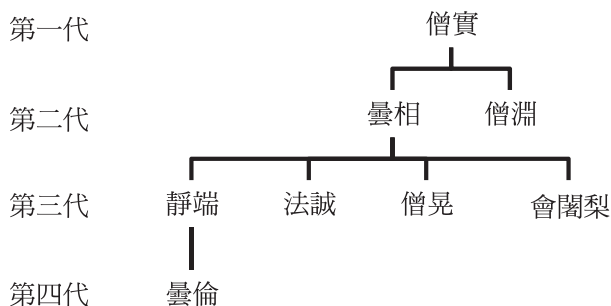 第一代 僧實
第二代 曇相 僧淵
第三代 靜端 法誠 僧晃 會闍梨
第四代 曇倫